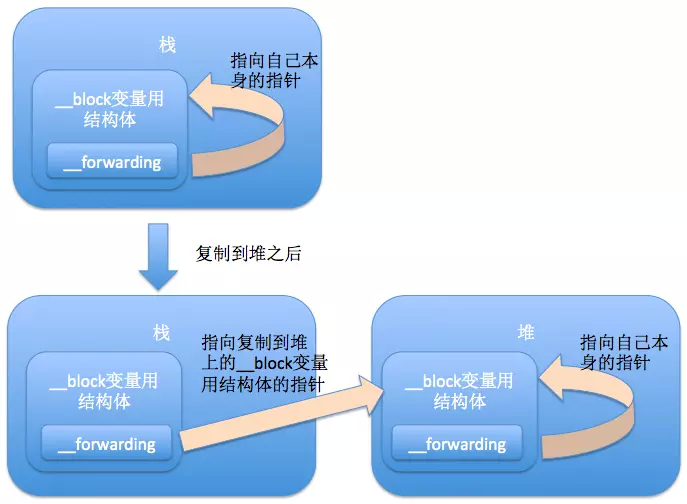 栈
指向自己本
身的指针
__block变量用
结构体
__forwarding
复制到堆之后
栈
指向复制到堆
上的__block变量
用结构体的指针
__block变量用
结构体
__forwarding
堆
指向自己本
身的指针
__block变量用
结构体
__forwarding